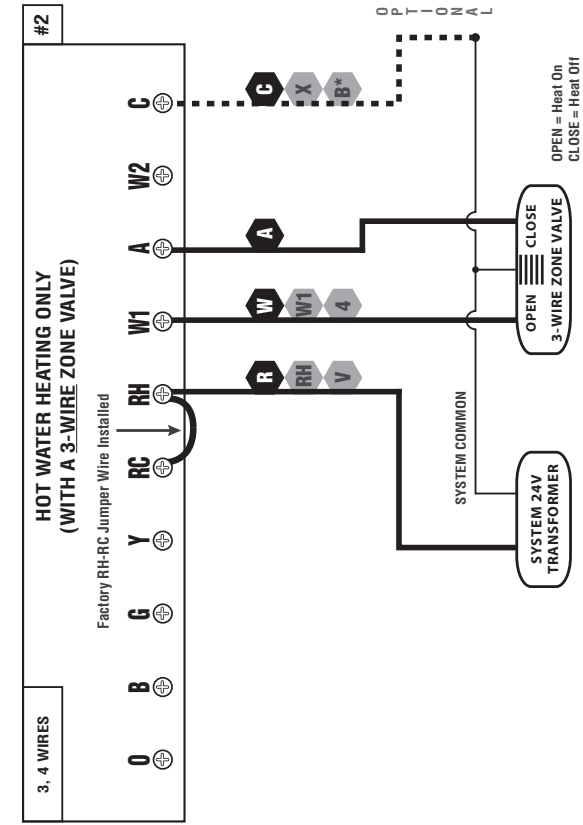 3, 4 WIRES
HOT WATER HEATING ONLY
(WITH A 3-WIRE ZONE VALVE)
#2
Factory RH-RC Jumper Wire Installed
O B G Y RC RH W1 A W2 C
R W A C
RH W1 X
V 4 B*
OPTIONAL
SYSTEM COMMON
SYSTEM 24V
TRANSFORMER
OPEN CLOSE
3-WIRE ZONE VALVE
OPEN = Heat On
CLOSE = Heat Off